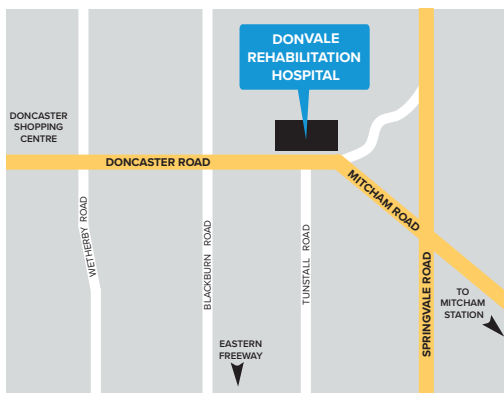 DONVALE
REHABILITATION
HOSPITAL
DONCASTER
SHOPPING
CENTRE
DONCASTER ROAD
MITCHAM ROAD
WETHERBY ROAD
BLACKBURN ROAD
TUNSTALL ROAD
SPRINGVALE ROAD
TO
MITCHAM
STATION
EASTERN
FREEWAY